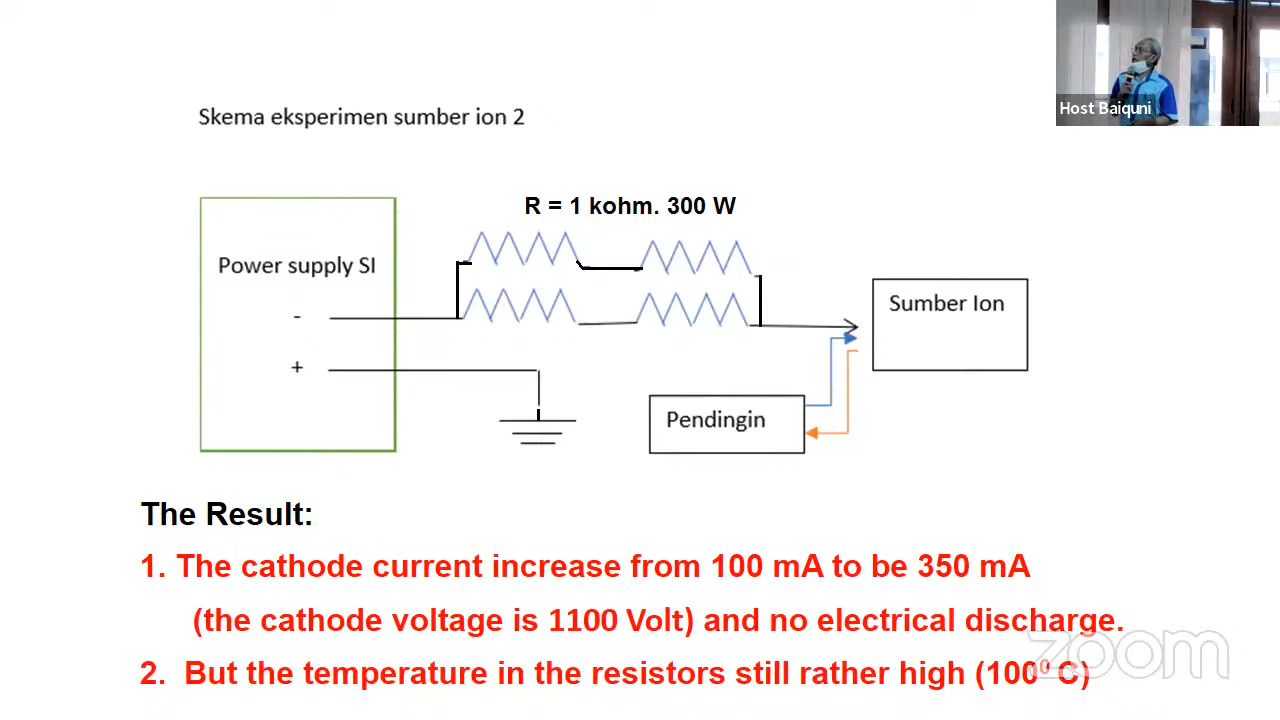 Host Baiquni
Skema eksperimen sumber ion 2
R = 1 kohm. 300 W
Power supply SI
-
+
Sumber Ion
Pendingin
The Result:
1. The cathode current increase from 100 mA to be 350 mA
(the cathode voltage is 1100 Volt) and no electrical discharge.
2. But the temperature in the resistors still rather high (100⁰ C)
zoom